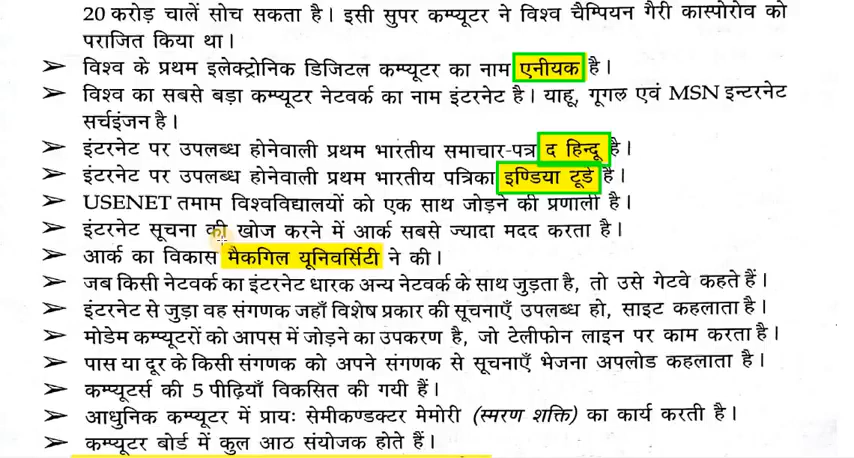 20 करोड़ चालें सोच सकता है। इसी सुपर कम्प्यूटर ने विश्व चैम्पियन गैरी कास्पोरोव को
पराजित किया था।
➢ विश्व के प्रथम इलेक्ट्रोनिक डिजिटल कम्प्यूटर का नाम एनीयक है।
➢ विश्व का सबसे बड़ा कम्प्यूटर नेटवर्क का नाम इंटरनेट है। याहू, गूगल एवं MSN इन्टरनेट
सर्चइंजन है।
➢ इंटरनेट पर उपलब्ध होनेवाली प्रथम भारतीय समाचार-पत्र द हिन्दू है।
➢ इंटरनेट पर उपलब्ध होनेवाली प्रथम भारतीय पत्रिका इण्डिया टूडे है।
➢ USENET तमाम विश्वविद्यालयों को एक साथ जोड़ने की प्रणाली है।
➢ इंटरनेट सूचना की खोज करने में आर्क सबसे ज्यादा मदद करता है।
➢ आर्क का विकास मैकगिल यूनिवर्सिटी ने की।
➢ जब किसी नेटवर्क का इंटरनेट धारक अन्य नेटवर्क के साथ जुड़ता है, तो उसे गेटवे कहते हैं।
➢ इंटरनेट से जुड़ा वह संगणक जहाँ विशेष प्रकार की सूचनाएँ उपलब्ध हो, साइट कहलाता है।
➢ मोडेम कम्प्यूटरों को आपस में जोड़ने का उपकरण है, जो टेलीफोन लाइन पर काम करता है।
➢ पास या दूर के किसी संगणक को अपने संगणक से सूचनाएँ भेजना अपलोड कहलाता है।
➢ कम्प्यूटर्स की 5 पीढ़ियाँ विकसित की गयी हैं।
➢ आधुनिक कम्प्यूटर में प्रायः सेमीकण्डक्टर मेमोरी (स्मरण शक्ति) का कार्य करती है।
➢ कम्प्यूटर बोर्ड में कुल आठ संयोजक होते हैं।